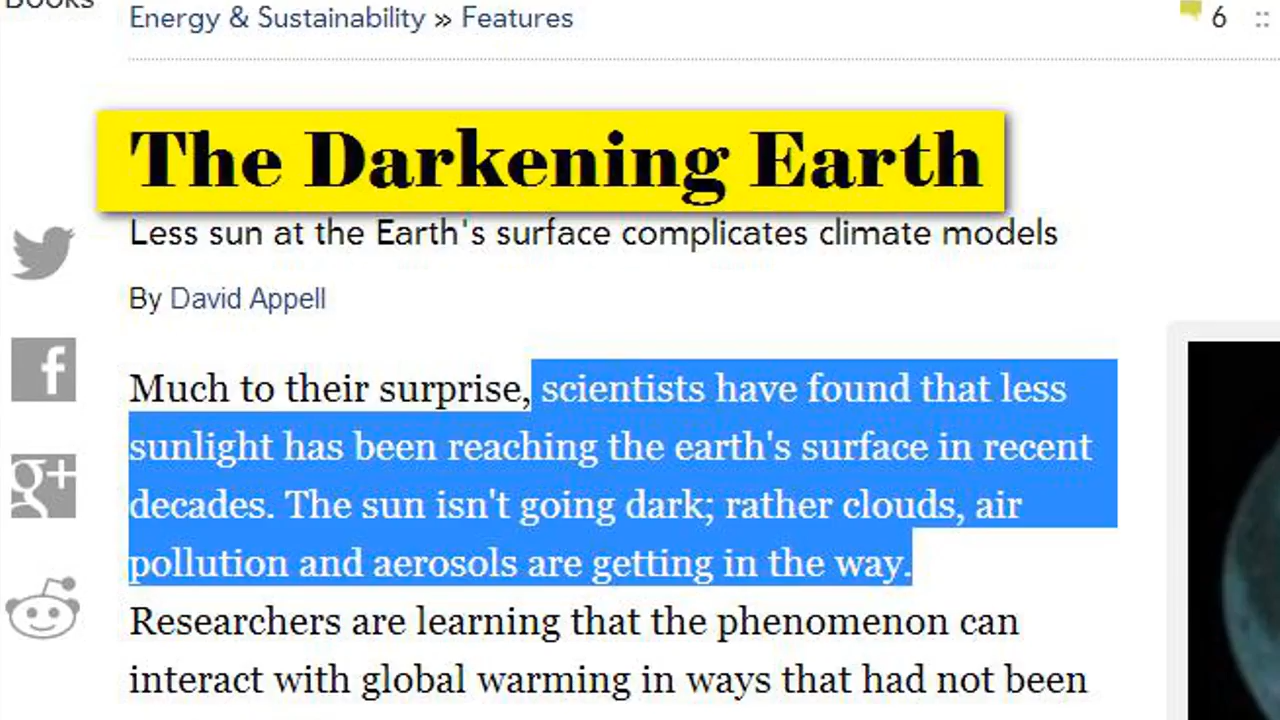 Books
Energy & Sustainability » Features
6
The Darkening Earth
Less sun at the Earth's surface complicates climate models
By David Appell
Much to their surprise, scientists have found that less
sunlight has been reaching the earth's surface in recent
decades. The sun isn't going dark; rather clouds, air
pollution and aerosols are getting in the way.
Researchers are learning that the phenomenon can
interact with global warming in ways that had not been